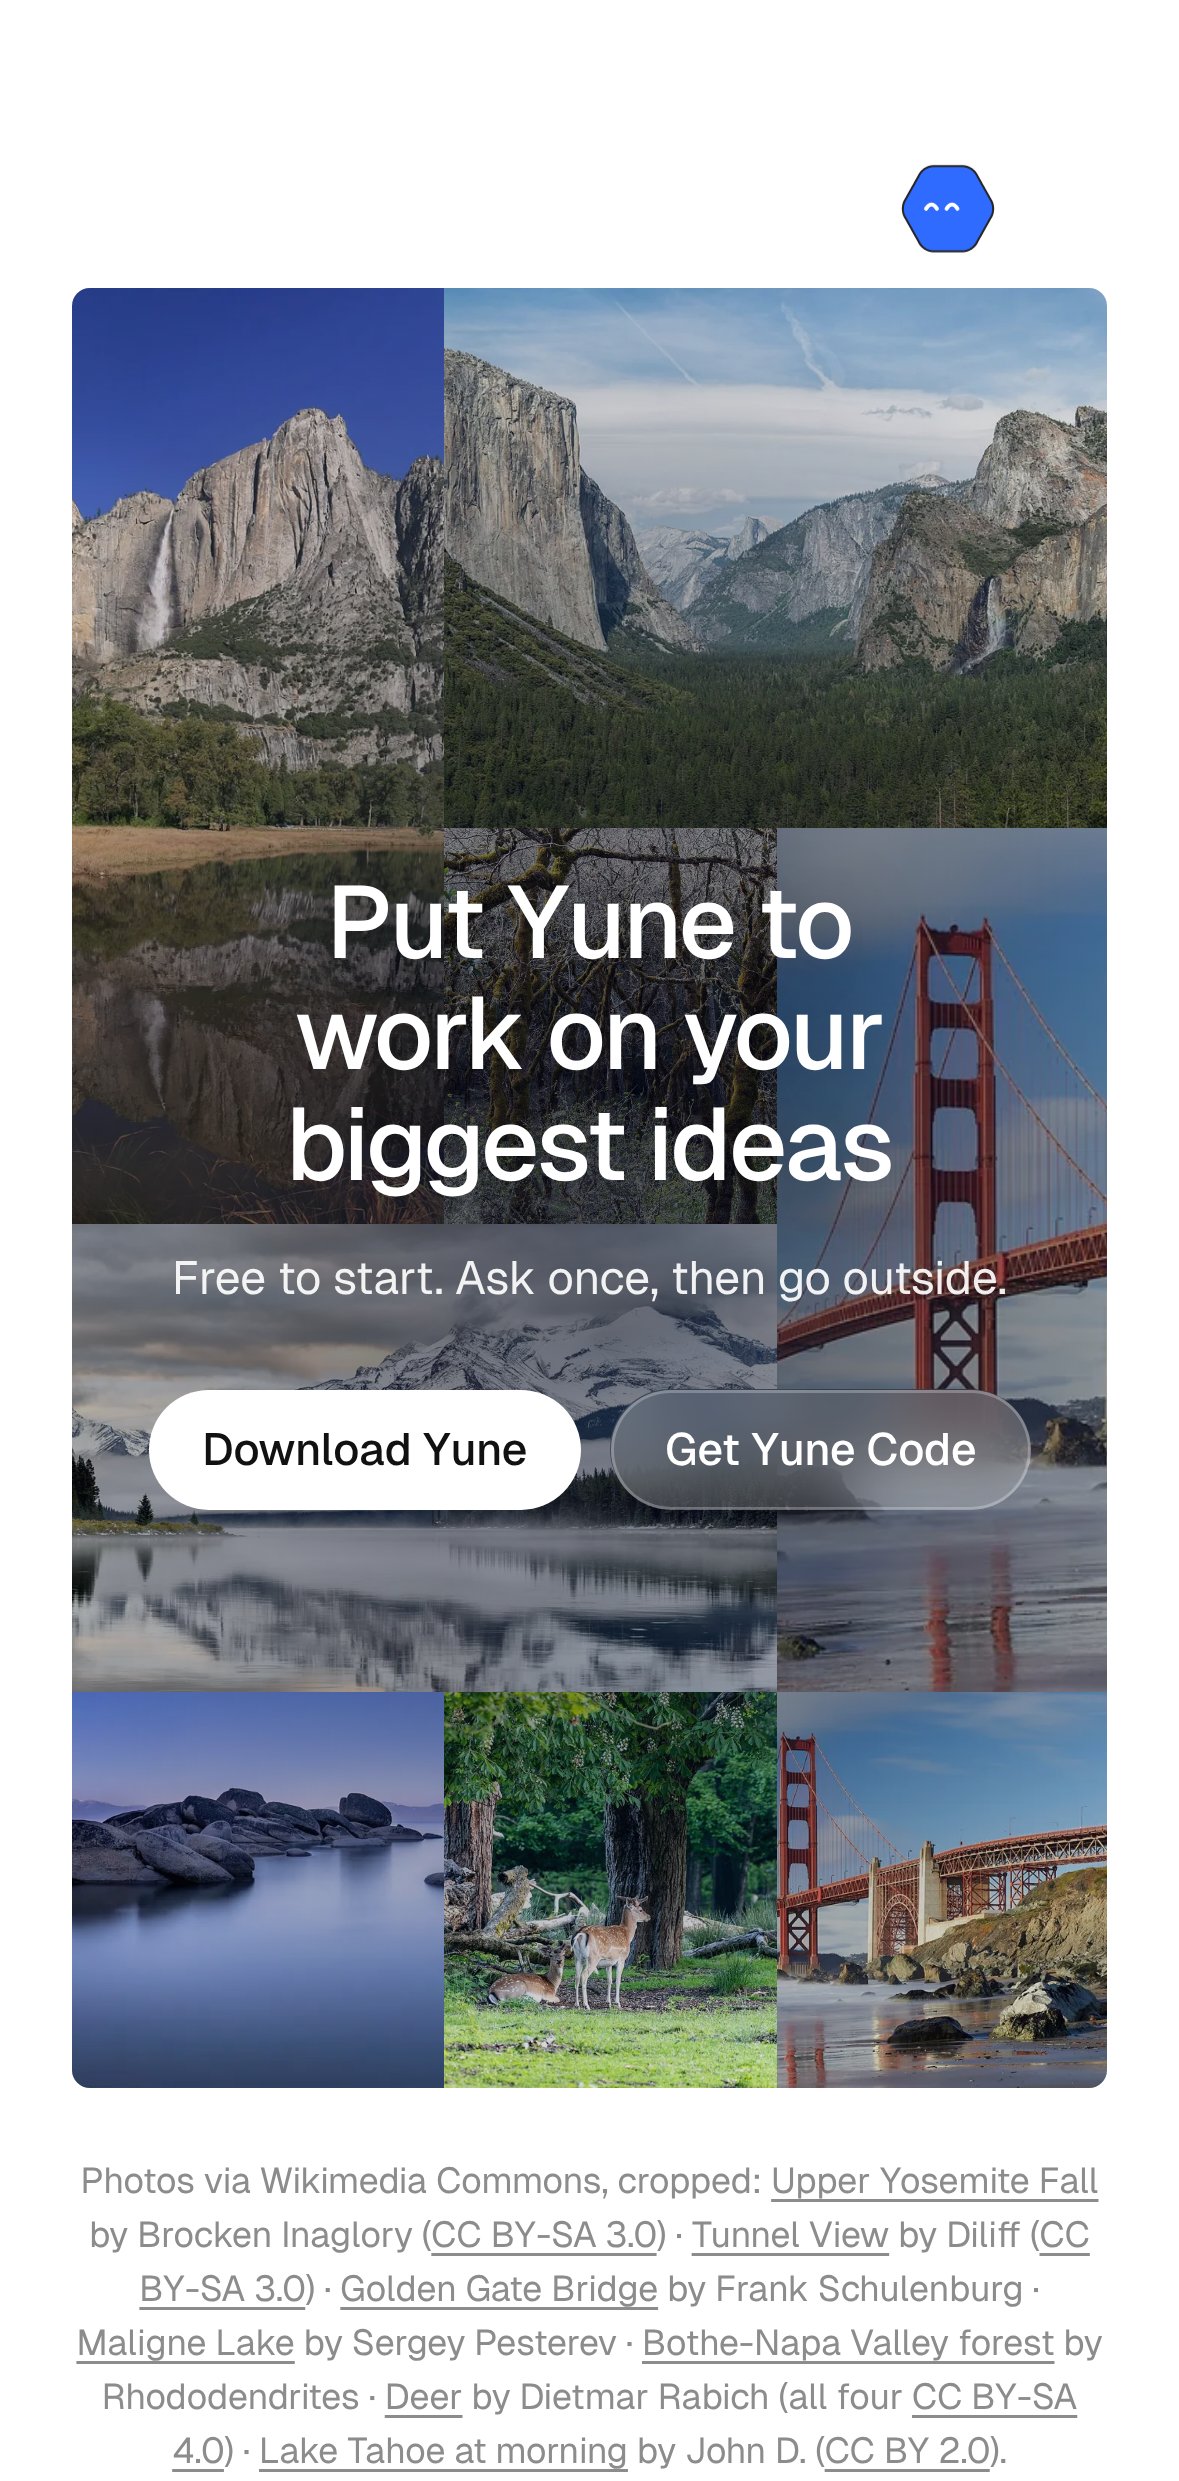 Put Yune to
work on your
biggest ideas
Free to start. Ask once, then go outside.
Download Yune
Get Yune Code
Photos via Wikimedia Commons, cropped: Upper Yosemite Fall
by Brocken Inaglory (CC BY-SA 3.0) · Tunnel View by Diliff (CC
BY-SA 3.0) · Golden Gate Bridge by Frank Schulenburg ·
Maligne Lake by Sergey Pesterev · Bothe-Napa Valley forest by
Rhododendrites · Deer by Dietmar Rabich (all four CC BY-SA
4.0) · Lake Tahoe at morning by John D. (CC BY 2.0).